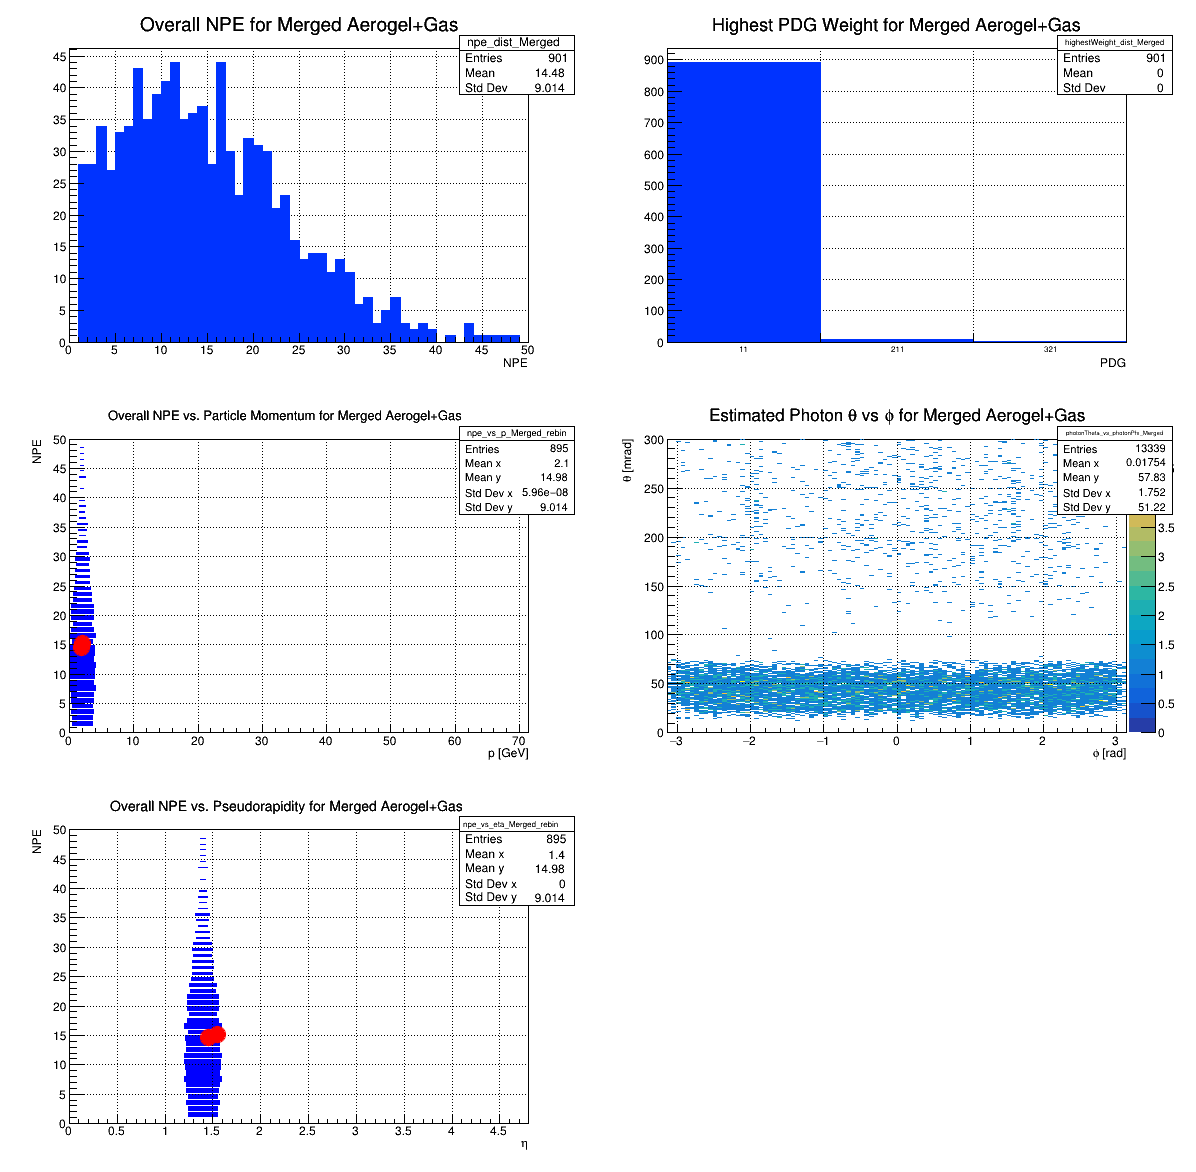 Overall NPE for Merged Aerogel+Gas
npe_dist_Merged
Entries 901
Mean 14.48
Std Dev 9.014
45
40
35
30
25
20
15
10
5
0
0 5 10 15 20 25 30 35 40 45 50
NPE
Highest PDG Weight for Merged Aerogel+Gas
highestWeight_dist_Merged
Entries 901
Mean 0
Std Dev 0
900
800
700
600
500
400
300
200
100
0
11 211 321
PDG
Overall NPE vs. Particle Momentum for Merged Aerogel+Gas
npe_vs_p_Merged_rebin
Entries 895
Mean x 2.1
Mean y 14.98
Std Dev x 5.96e−08
Std Dev y 9.014
NPE
50
45
40
35
30
25
20
15
10
5
0
0 10 20 30 40 50 60 70
p [GeV]
Estimated Photon θ vs ϕ for Merged Aerogel+Gas
photonTheta_vs_photonPhi_Merged
Entries 13339
Mean x 0.01754
Mean y 57.83
Std Dev x 1.752
Std Dev y 51.22
θ [mrad]
300
250
200
150
100
50
0
−3 −2 −1 0 1 2 3
ϕ [rad]
3.5
3
2.5
2
1.5
1
0.5
0
Overall NPE vs. Pseudorapidity for Merged Aerogel+Gas
npe_vs_eta_Merged_rebin
Entries 895
Mean x 1.4
Mean y 14.98
Std Dev x 0
Std Dev y 9.014
NPE
50
45
40
35
30
25
20
15
10
5
0
0 0.5 1 1.5 2 2.5 3 3.5 4 4.5
η